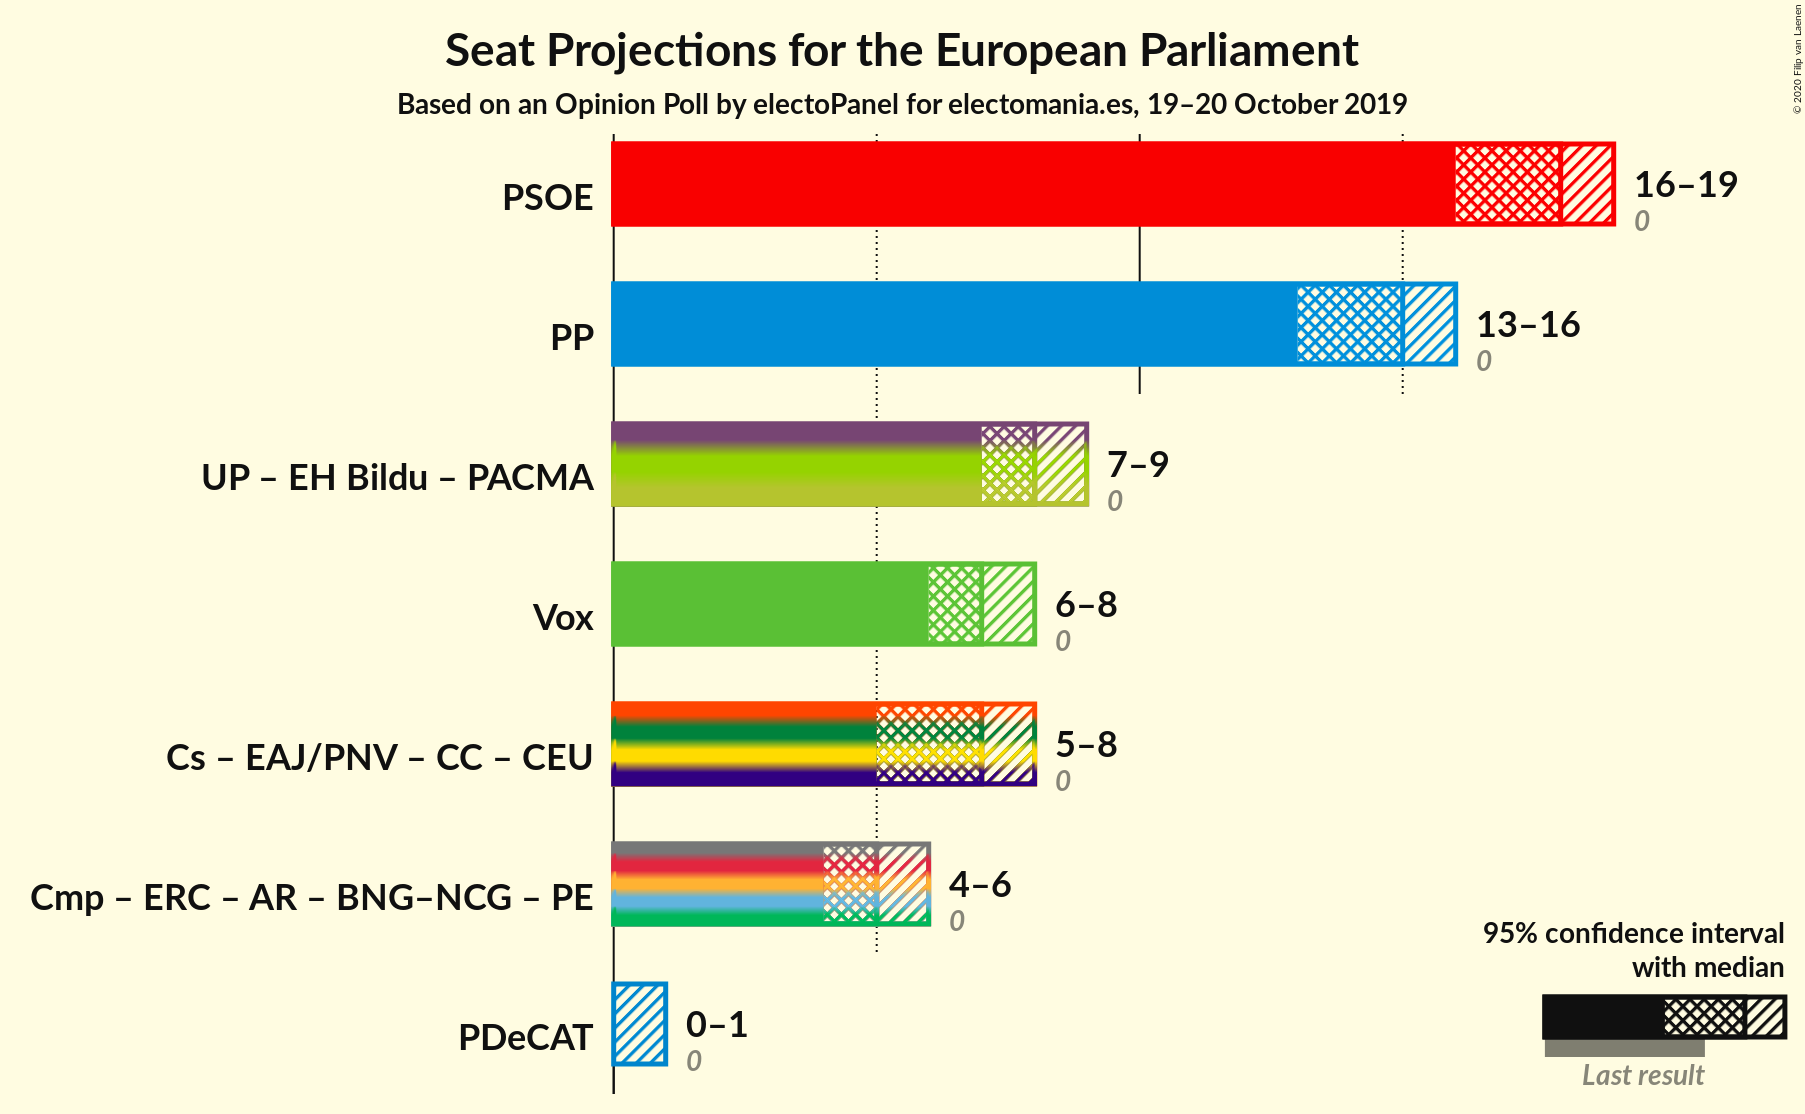 Seat Projections for the European Parliament
Based on an Opinion Poll by electoPanel for electomania.es, 19–20 October 2019
© 2020 Filip van Laenen
PSOE
16–19
0
PP
13–16
0
UP – EH Bildu – PACMA
7–9
0
Vox
6–8
0
Cs – EAJ/PNV – CC – CEU
5–8
0
Cmp – ERC – AR – BNG–NCG – PE
4–6
0
PDeCAT
0–1
0
95% confidence interval
with median
Last result